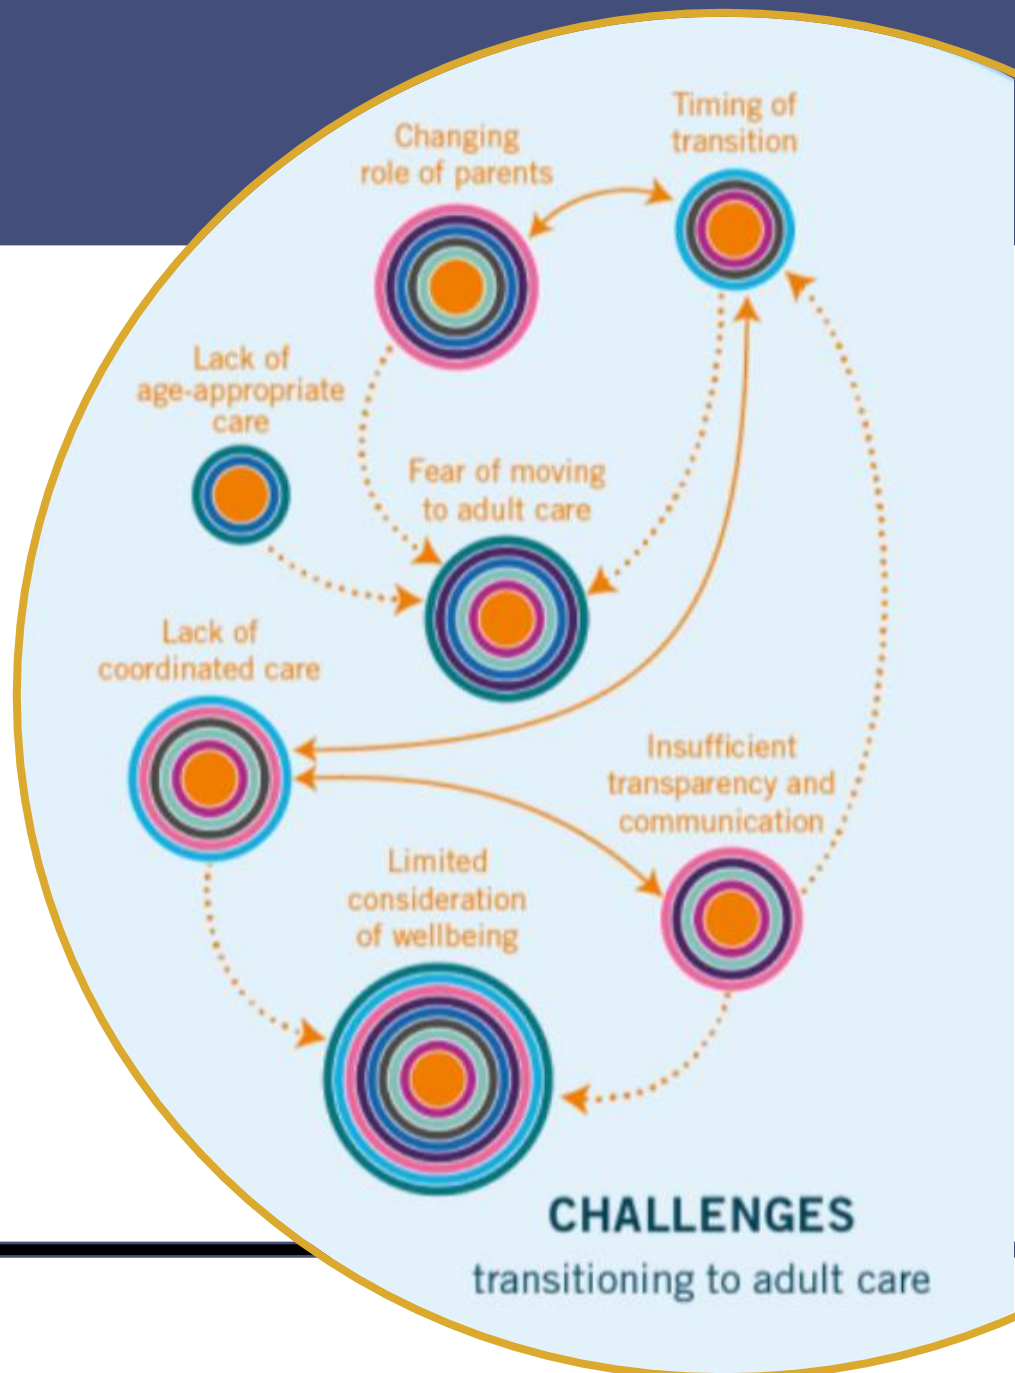 Timing of
transition
Changing
role of parents
Lack of
age-appropriate
care
Fear of moving
to adult care
Lack of
coordinated care
Insufficient
transparency and
communication
Limited
consideration
of wellbeing
CHALLENGES
transitioning to adult care